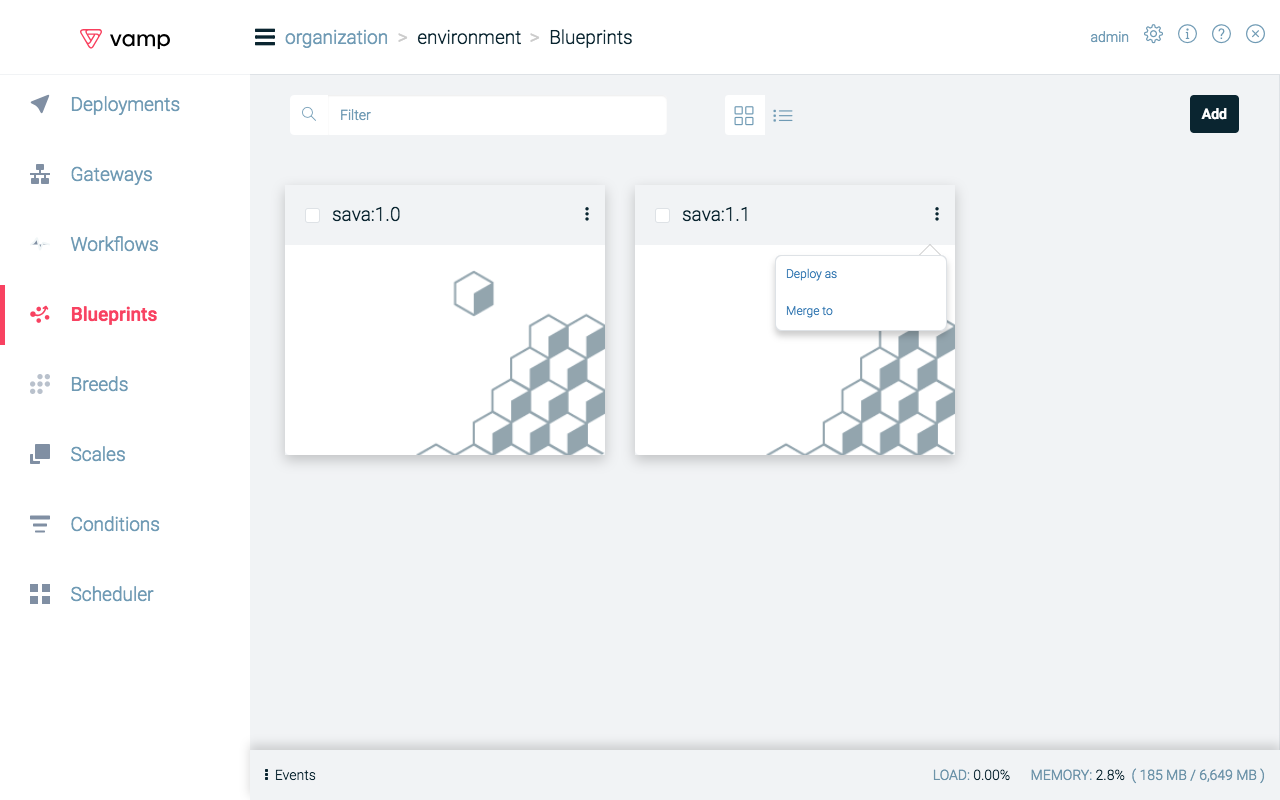 vamp
organization > environment > Blueprints
admin
Deployments
Gateways
Workflows
Blueprints
Breeds
Scales
Conditions
Scheduler
Filter
Add
sava:1.0
sava:1.1
Deploy as
Merge to
Events
LOAD: 0.00% MEMORY: 2.8% ( 185 MB / 6,649 MB )